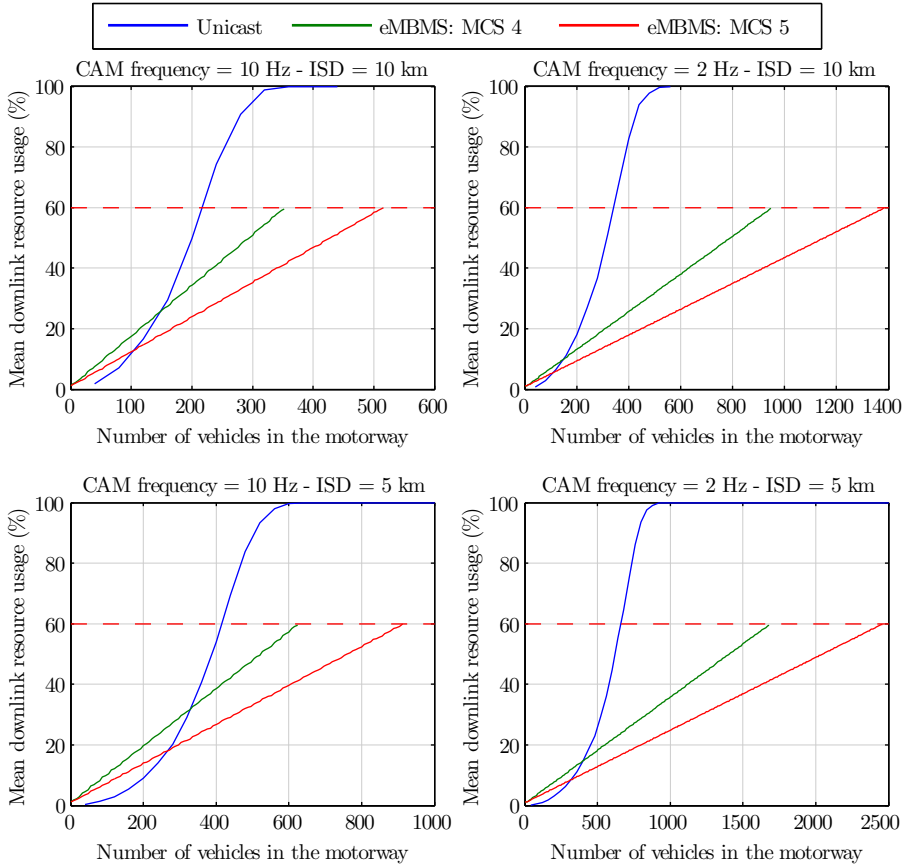 Unicast eMBMS: MCS 4 eMBMS: MCS 5
CAM frequency = 10 Hz - ISD = 10 km
Mean downlink resource usage (%)
100
80
60
40
20
0
0 100 200 300 400 500 600
Number of vehicles in the motorway
CAM frequency = 2 Hz - ISD = 10 km
Mean downlink resource usage (%)
100
80
60
40
20
0
0 200 400 600 800 1000 1200 1400
Number of vehicles in the motorway
CAM frequency = 10 Hz - ISD = 5 km
Mean downlink resource usage (%)
100
80
60
40
20
0
0 200 400 600 800 1000
Number of vehicles in the motorway
CAM frequency = 2 Hz - ISD = 5 km
Mean downlink resource usage (%)
100
80
60
40
20
0
0 500 1000 1500 2000 2500
Number of vehicles in the motorway